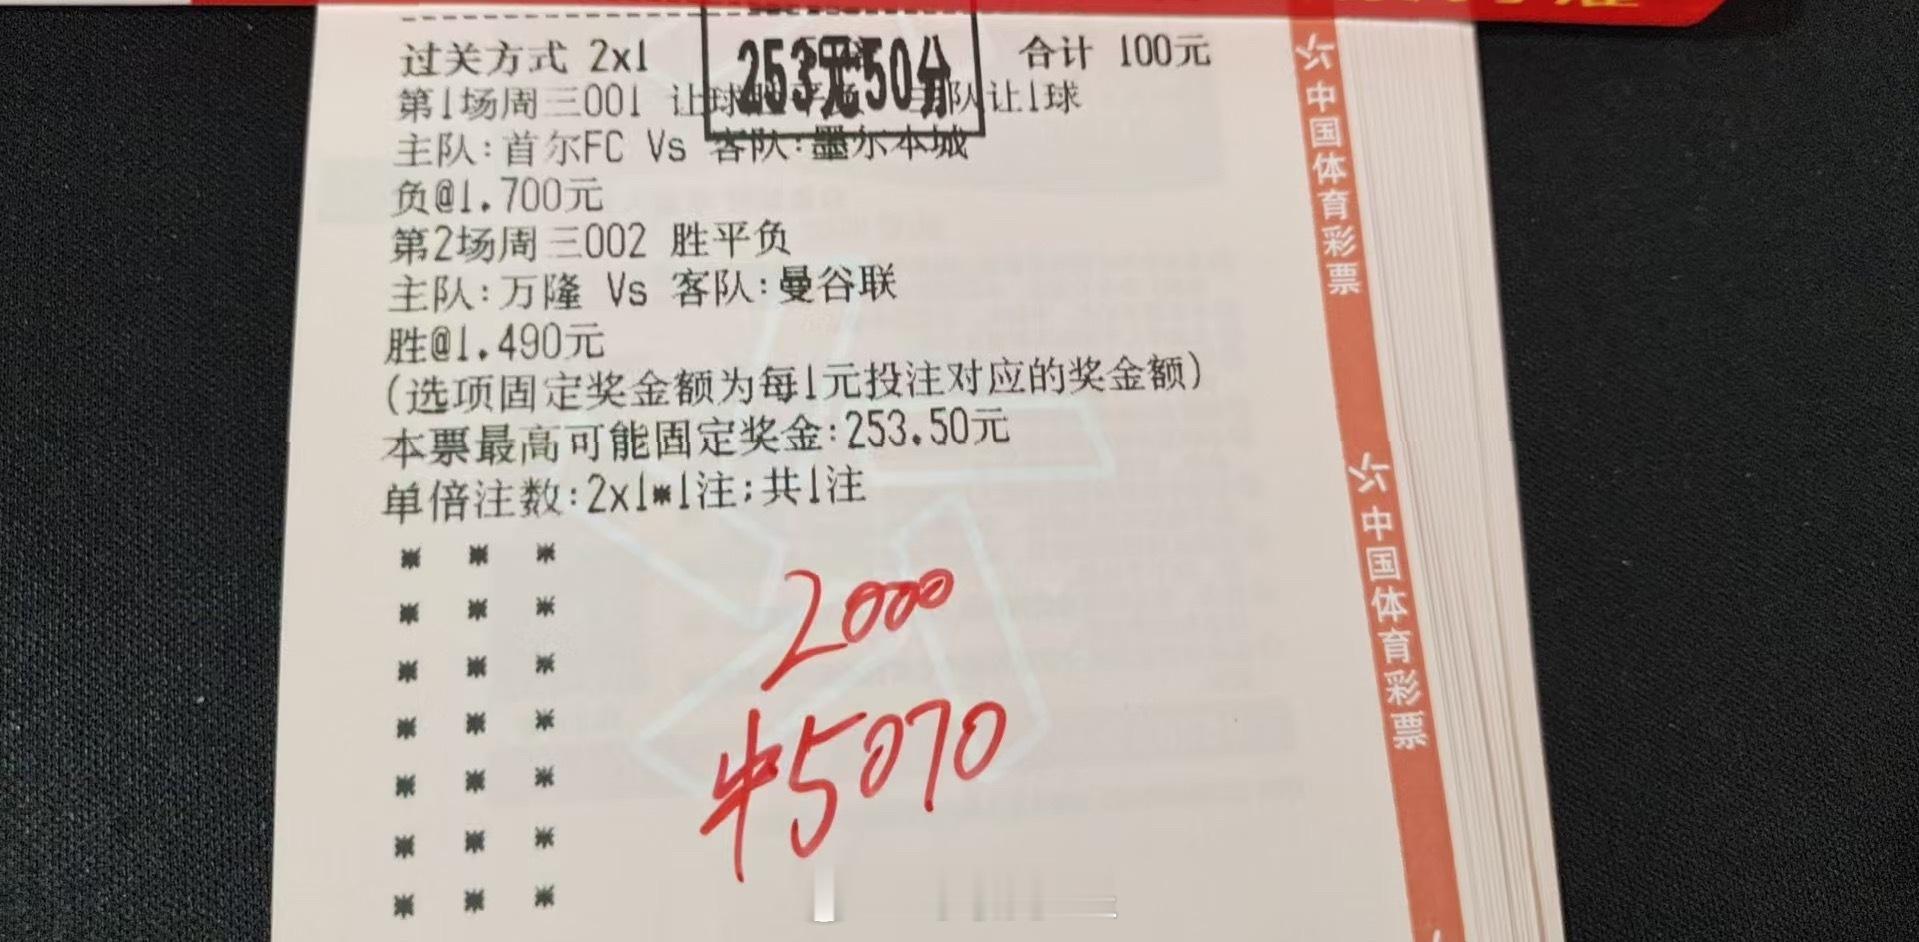 过关方式 2x1
合计 100元
253元50分
第1场周三001 让球 队让1球
主队:首尔FC Vs 客队:墨尔本城
负@1.700元
第2场周三002 胜平负
主队:万隆 Vs 客队:曼谷联
胜@1.490元
(选项固定奖金额为每1元投注对应的奖金额)
本票最高可能固定奖金:253.50元
单倍注数:2x1*1注;共1注
* * *
* * *
* * *
* * *
* * *
* * *
* * *
2000
中5070
中国体育彩票
中国体育彩票